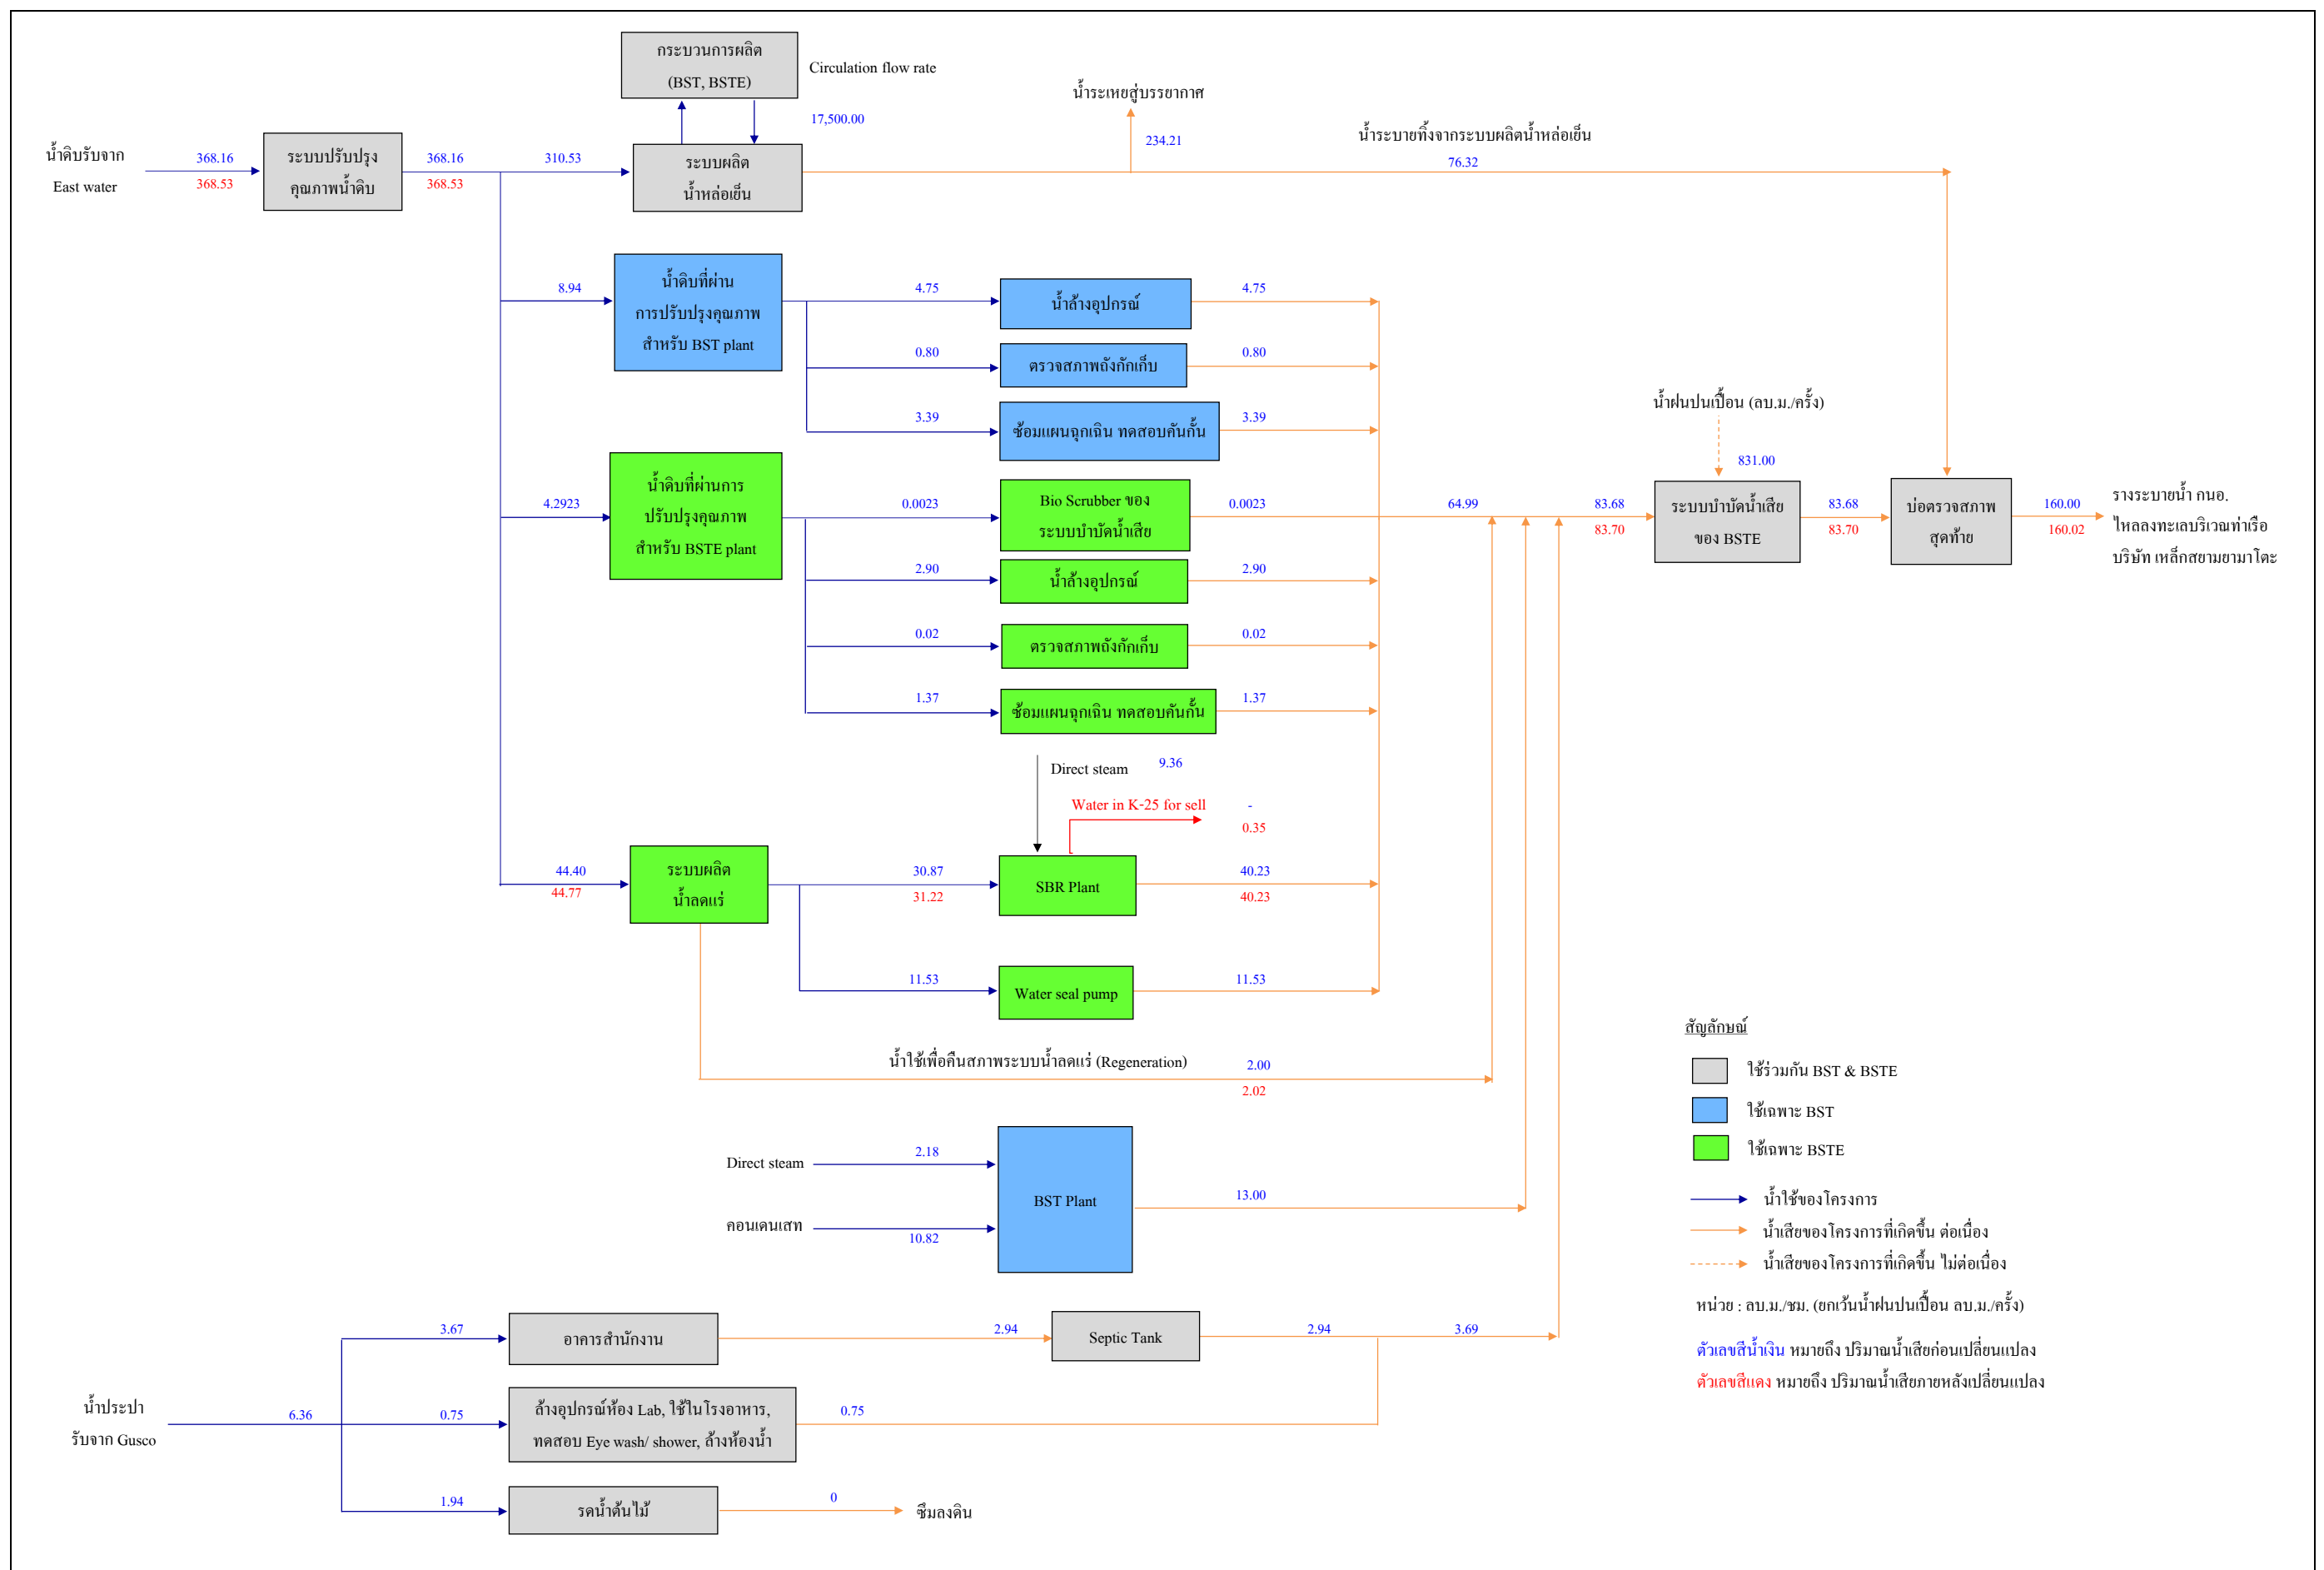 กระบวนการผลิต
(BST, BSTE)
Circulation flow rate
17,500.00
น้ำระเหยสู่บรรยากาศ
234.21
น้ำระบายทิ้งจากระบบผลิตน้ำหล่อเย็น
76.32
น้ำดิบรับจาก
East water
368.16
368.53
ระบบปรับปรุง
คุณภาพน้ำดิบ
368.16
368.53
310.53
ระบบผลิต
น้ำหล่อเย็น
8.94
น้ำดิบที่ผ่าน
การปรับปรุงคุณภาพ
สำหรับ BST plant
4.75
น้ำล้างอุปกรณ์
4.75
0.80
ตรวจสภาพถังกักเก็บ
0.80
3.39
ซ้อมแผนฉุกเฉิน ทดสอบคันกั้น
3.39
น้ำฝนปนเปื้อน (ลบ.ม./ครั้ง)
831.00
4.2923
น้ำดิบที่ผ่านการ
ปรับปรุงคุณภาพ
สำหรับ BSTE plant
0.0023
Bio Scrubber ของ
ระบบบำบัดน้ำเสีย
0.0023
64.99
83.68
83.70
ระบบบำบัดน้ำเสีย
ของ BSTE
83.68
83.70
บ่อตรวจสภาพ
สุดท้าย
160.00
160.02
รางระบายน้ำ กนอ.
ไหลลงทะเลบริเวณท่าเรือ
บริษัท เหล็กสยามยามาโตะ
2.90
น้ำล้างอุปกรณ์
2.90
0.02
ตรวจสภาพถังกักเก็บ
0.02
1.37
ซ้อมแผนฉุกเฉิน ทดสอบคันกั้น
1.37
Direct steam
9.36
Water in K-25 for sell
-
0.35
44.40
44.77
ระบบผลิต
น้ำลดแร่
30.87
31.22
SBR Plant
40.23
40.23
11.53
Water seal pump
11.53
น้ำใช้เพื่อคืนสภาพระบบน้ำลดแร่ (Regeneration)
2.00
2.02
Direct steam
2.18
คอนเดนเสท
10.82
BST Plant
13.00
3.67
อาคารสำนักงาน
2.94
Septic Tank
2.94
3.69
น้ำประปา
รับจาก Gusco
6.36
0.75
ล้างอุปกรณ์ห้อง Lab, ใช้ในโรงอาหาร,
ทดสอบ Eye wash/ shower, ล้างห้องน้ำ
0.75
1.94
รดน้ำต้นไม้
0
ซึมลงดิน
สัญลักษณ์
ใช้ร่วมกัน BST & BSTE
ใช้เฉพาะ BST
ใช้เฉพาะ BSTE
น้ำใช้ของโครงการ
น้ำเสียของโครงการที่เกิดขึ้น ต่อเนื่อง
น้ำเสียของโครงการที่เกิดขึ้น ไม่ต่อเนื่อง
หน่วย : ลบ.ม./ชม. (ยกเว้นน้ำฝนปนเปื้อน ลบ.ม./ครั้ง)
ตัวเลขสีน้ำเงิน หมายถึง ปริมาณน้ำเสียก่อนเปลี่ยนแปลง
ตัวเลขสีแดง หมายถึง ปริมาณน้ำเสียภายหลังเปลี่ยนแปลง